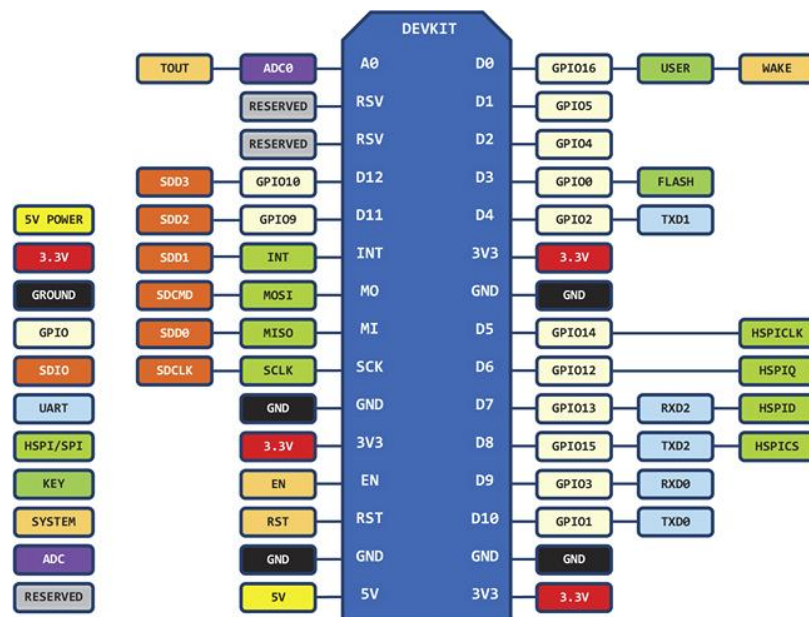 DEVKIT
TOUT ADC0 A0 D0 GPIO16 USER WAKE
RESERVED RSV D1 GPIO5
RESERVED RSV D2 GPIO4
SDD3 GPIO10 D12 D3 GPIO0 FLASH
5V POWER SDD2 GPIO9 D11 D4 GPIO2 TXD1
3.3V SDD1 INT INT 3V3 3.3V
GROUND SDCMD MOSI MO GND GND
GPIO SDD0 MISO MI D5 GPIO14 HSPICLK
SDIO SDCLK SCLK SCK D6 GPIO12 HSPIQ
UART GND GND D7 GPIO13 RXD2 HSPID
HSPI/SPI 3.3V 3V3 D8 GPIO15 TXD2 HSPICS
KEY EN EN D9 GPIO3 RXD0
SYSTEM RST RST D10 GPIO1 TXD0
ADC GND GND GND GND
RESERVED 5V 5V 3V3 3.3V